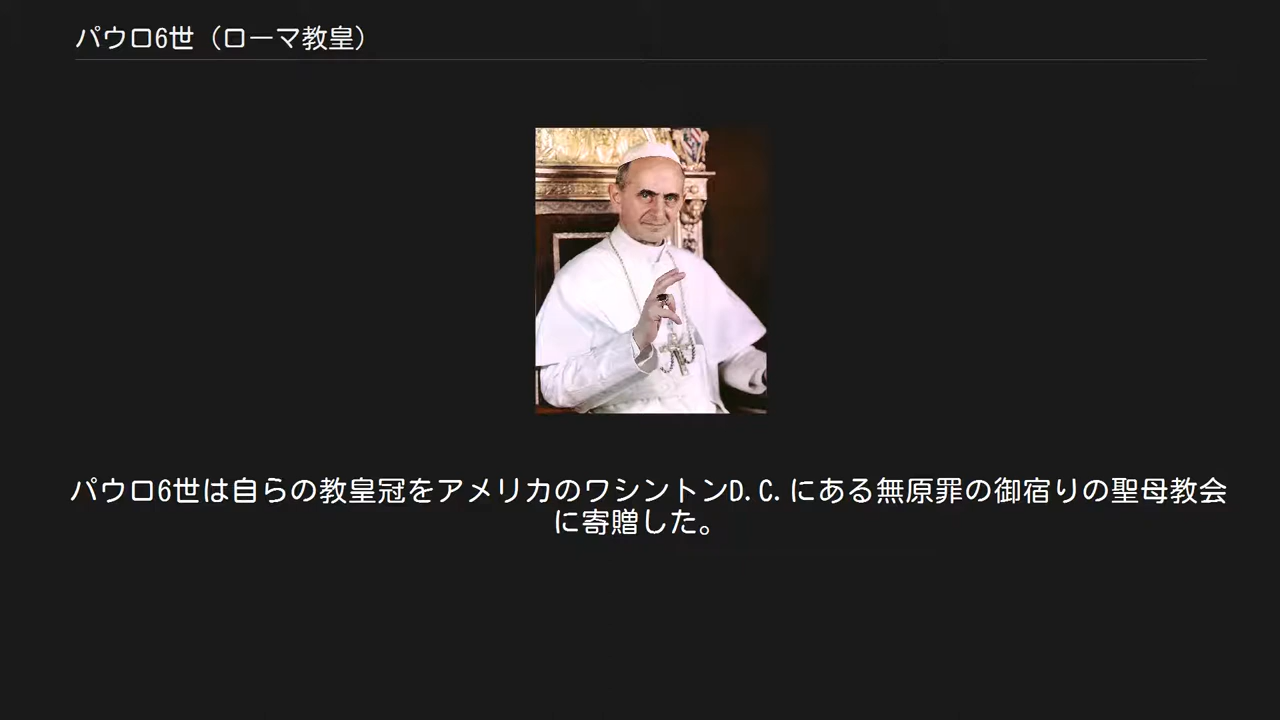 パウロ6世（ローマ教皇）
パウロ6世は自らの教皇冠をアメリカのワシントンD.C.にある無原罪の御宿りの聖母教会
に寄贈した。